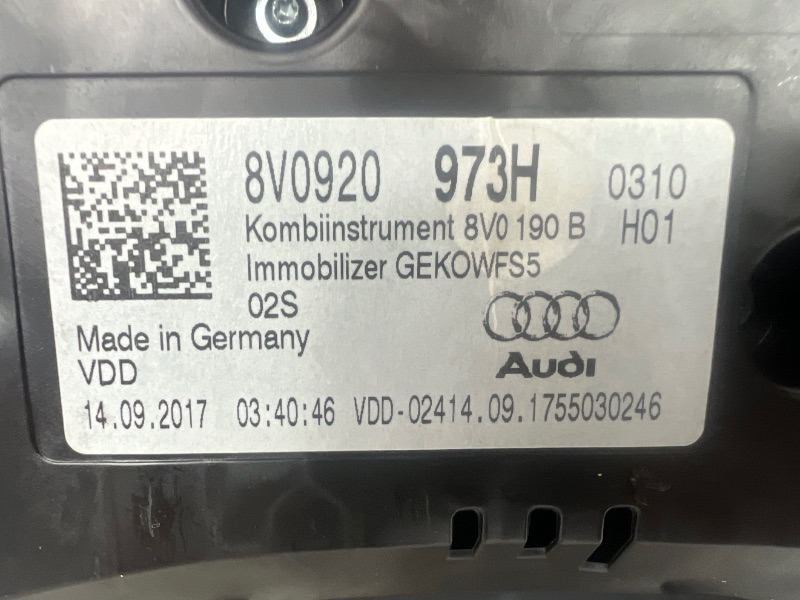 8V0920 973H 0310
Kombiinstrument 8V0 190 B H01
Immobilizer GEKOWFS5
02S
Made in Germany
VDD
Audi
14.09.2017 03:40:46 VDD-02414.09.1755030246